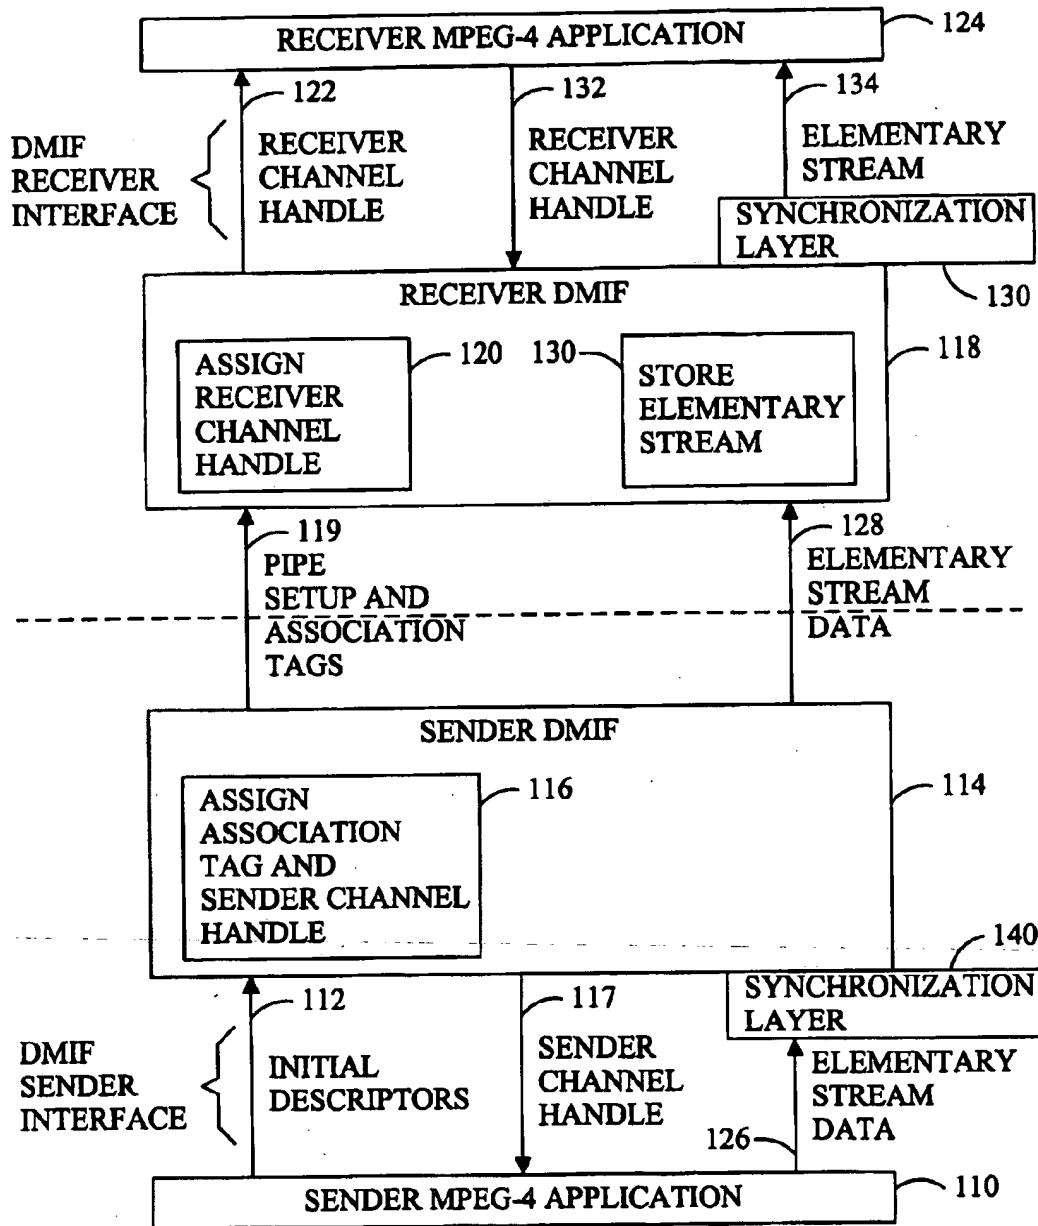 RECEIVER MPEG-4 APPLICATION
124
122
132
134
DMIF
RECEIVER
INTERFACE
RECEIVER
CHANNEL
HANDLE
RECEIVER
CHANNEL
HANDLE
ELEMENTARY
STREAM
SYNCHRONIZATION
LAYER
130
RECEIVER DMIF
118
ASSIGN
RECEIVER
CHANNEL
HANDLE
120
130
STORE
ELEMENTARY
STREAM
119
PIPE
SETUP AND
ASSOCIATION
TAGS
128
ELEMENTARY
STREAM
DATA
SENDER DMIF
114
ASSIGN
ASSOCIATION
TAG AND
SENDER CHANNEL
HANDLE
116
140
SYNCHRONIZATION
LAYER
112
117
DMIF
SENDER
INTERFACE
INITIAL
DESCRIPTORS
SENDER
CHANNEL
HANDLE
ELEMENTARY
STREAM
DATA
126
SENDER MPEG-4 APPLICATION
110